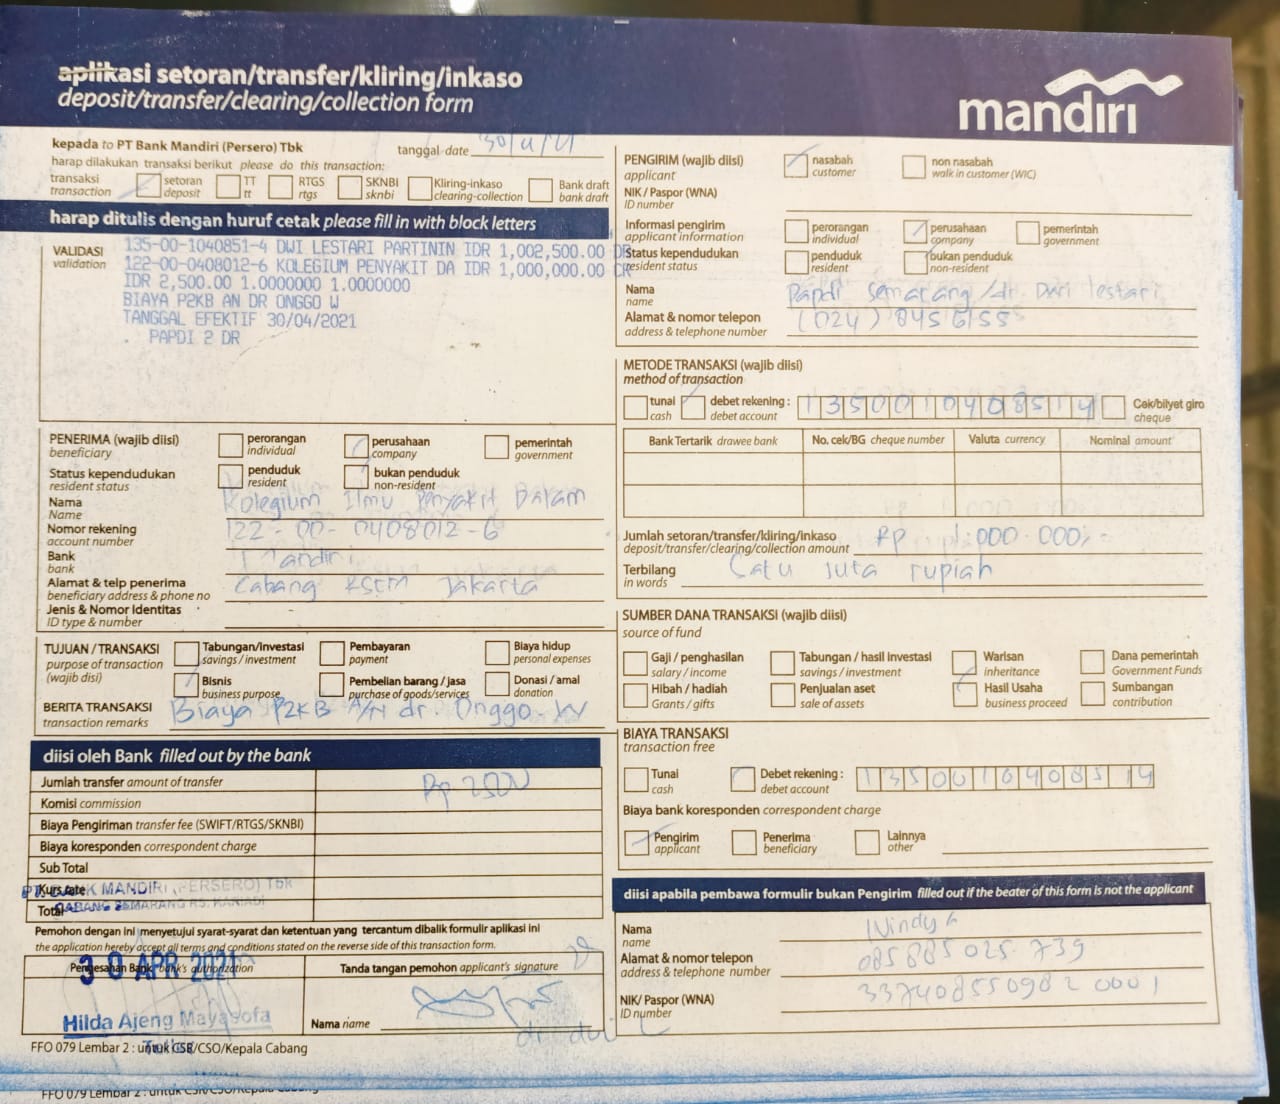 aplikasi setoran/transfer/kliring/inkaso
deposit/transfer/clearing/collection form
mandiri
kepada to PT Bank Mandiri (Persero) Tbk
tanggal date 30/4/21
harap dilakukan transaksi berikut please do this transaction:
transaksi transaction
setoran deposit
TT tt
RTGS rtgs
SKNBI sknbi
Kliring-inkaso clearing-collection
Bank draft bank draft
harap ditulis dengan huruf cetak please fill in with block letters
VALIDASI validation
135-00-1040851-4 DWI LESTARI PARTININ IDR 1,002,500.00 DR
122-00-0408012-6 KOLEGIUM PENYAKIT DA IDR 1,000,000.00 CR
IDR 2,500.00 1.0000000 1.0000000
BIAYA P2KB AN DR ONGGO W
TANGGAL EFEKTIF 30/04/2021
. PAPDI 2 DR
PENERIMA (wajib diisi) beneficiary
perorangan individual
perusahaan company
pemerintah government
Status kependudukan resident status
penduduk resident
bukan penduduk non-resident
Nama Name Kolegium Ilmu Penyakit Dalam
Nomor rekening account number 122-00-0408012-6
Bank bank Mandiri
Alamat & telp penerima beneficiary address & phone no Cabang RSCM Jakarta
Jenis & Nomor Identitas ID type & number
TUJUAN / TRANSAKSI purpose of transaction (wajib disi)
Tabungan/Investasi savings / investment
Pembayaran payment
Biaya hidup personal expenses
Bisnis business purpose
Pembelian barang / jasa purchase of goods/services
Donasi / amal donation
BERITA TRANSAKSI transaction remarks Biaya P2KB A/N dr. Onggo. W
diisi oleh Bank filled out by the bank
Jumlah transfer amount of transfer Rp 2500
Komisi commission
Biaya Pengiriman transfer fee (SWIFT/RTGS/SKNBI)
Biaya koresponden correspondent charge
Sub Total
Kurs rate
Total
PT. BANK MANDIRI (PERSERO) Tbk
CABANG SEMARANG RS. KARIADI
Pemohon dengan ini menyetujui syarat-syarat dan ketentuan yang tercantum dibalik formulir aplikasi ini
the application hereby accept all terms and conditions stated on the reverse side of this transaction form.
Pengesahan Bank bank's authorization
30 APR 2021
Hilda Ajeng Mayasofa
Teller
Tanda tangan pemohon applicant's signature
Nama name
FFO 079 Lembar 2 : untuk CSR/CSO/Kepala Cabang
FFO 079 Lembar 2 : untuk CSR/CSO/Kepala Cabang
PENGIRIM (wajib diisi) applicant
nasabah customer
non nasabah walk in customer (WIC)
NIK / Paspor (WNA) ID number
Informasi pengirim applicant information
perorangan individual
perusahaan company
pemerintah government
Status kependudukan resident status
penduduk resident
bukan penduduk non-resident
Nama name Papdi Semarang /dr. Dwi lestari
Alamat & nomor telepon address & telephone number (024) 8456155
METODE TRANSAKSI (wajib diisi) method of transaction
tunai cash
debet rekening : debet account 1350010408514
Cek/bilyet giro cheque
Bank Tertarik drawee bank
No. cek/BG cheque number
Valuta currency
Nominal amount
Jumlah setoran/transfer/kliring/inkaso deposit/transfer/clearing/collection amount Rp 1.000.000,-
Terbilang in words Satu juta rupiah
SUMBER DANA TRANSAKSI (wajib diisi) source of fund
Gaji / penghasilan salary / income
Tabungan / hasil investasi savings / investment
Warisan inheritance
Dana pemerintah Government Funds
Hibah / hadiah Grants / gifts
Penjualan aset sale of assets
Hasil Usaha business proceed
Sumbangan contribution
BIAYA TRANSAKSI transaction free
Tunai cash
Debet rekening : debet account 1350010408514
Biaya bank koresponden correspondent charge
Pengirim applicant
Penerima beneficiary
Lainnya other
diisi apabila pembawa formulir bukan Pengirim filled out if the beater of this form is not the applicant
Nama name Windy
Alamat & nomor telepon address & telephone number 085885 025 739
NIK/ Paspor (WNA) ID number 3374085509820001